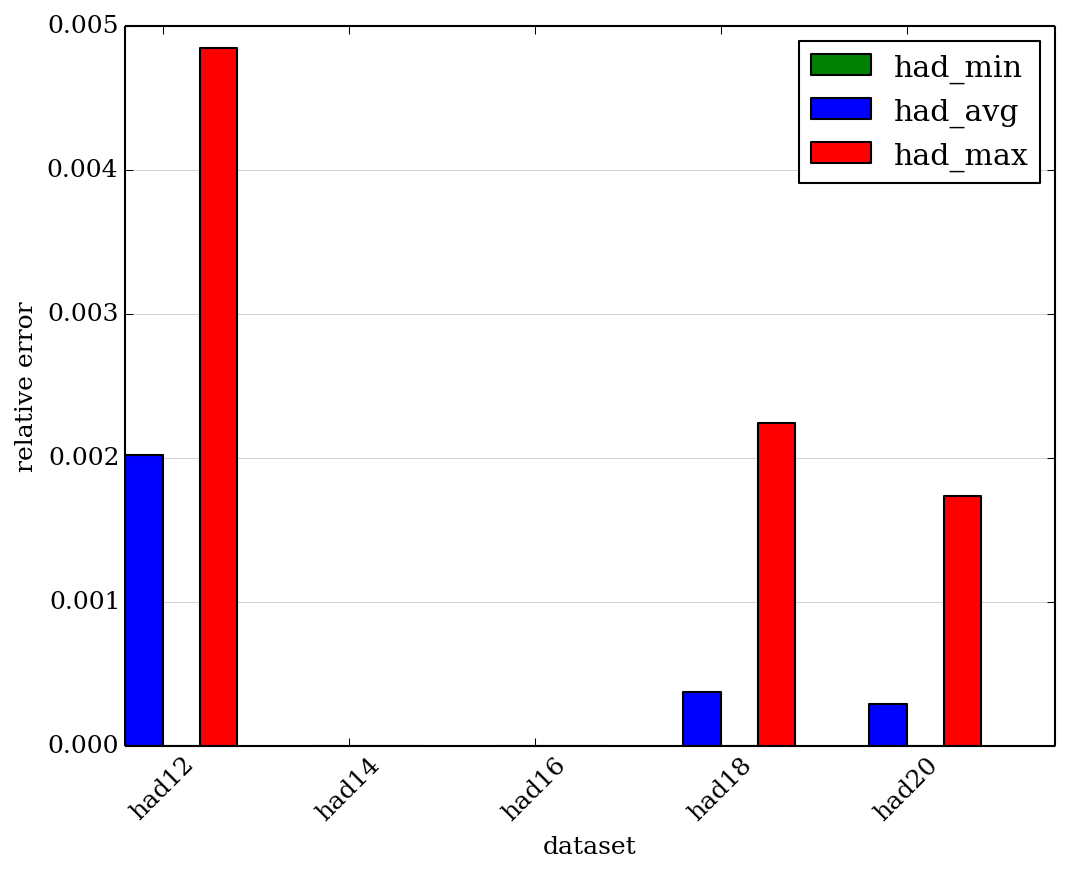 0.005
0.004
0.003
0.002
0.001
0.000
relative error
had_min
had_avg
had_max
had12
had14
had16
had18
had20
dataset